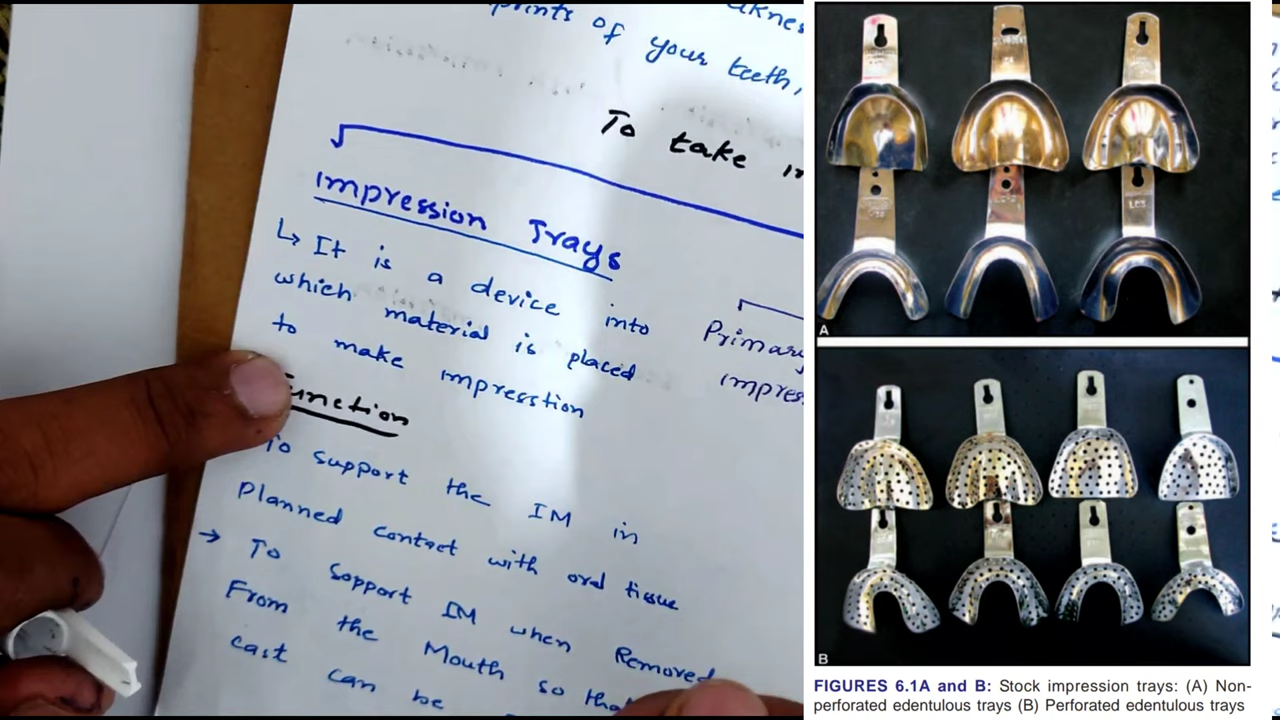 prints of your teeth,
To take
Impression Trays
↳ It is a device into
which material is placed
to make impresstion
unction
To support the IM in
Planned contact with oral tissue
→ To Support IM when Removed
From the Mouth so that
cast can be
Primary
impres
A
B
FIGURES 6.1A and B: Stock impression trays: (A) Non-
perforated edentulous trays (B) Perforated edentulous trays